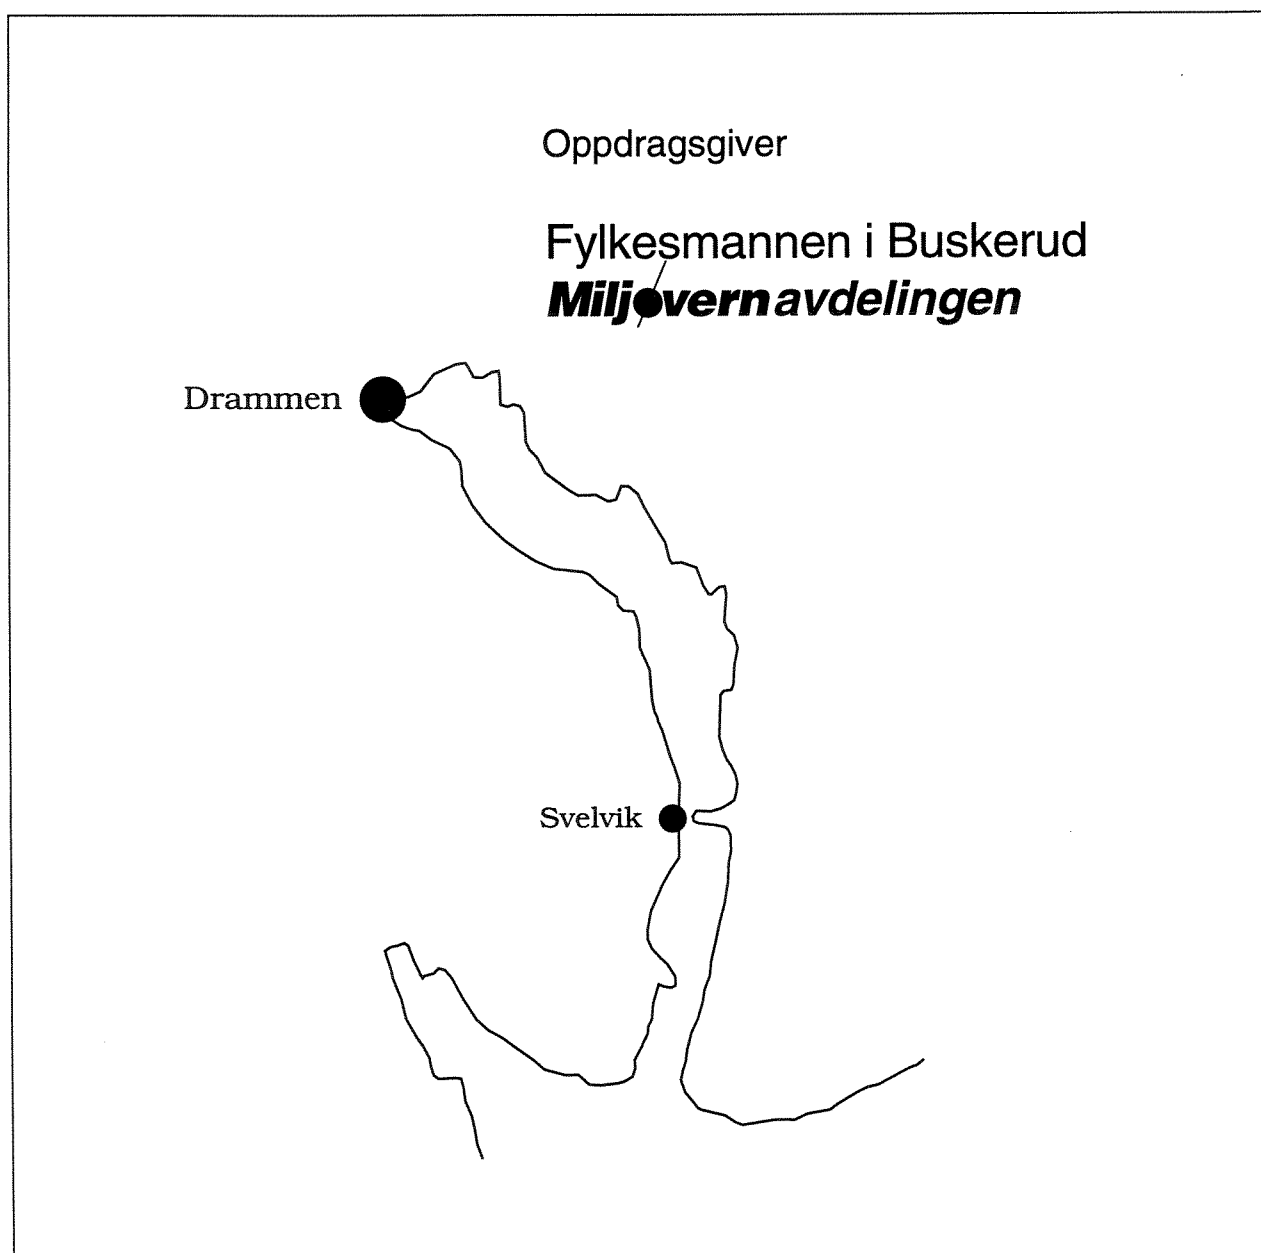 Oppdragsgiver
Fylkesmannen i Buskerud
Miljøvernavdelingen
Drammen
Svelvik